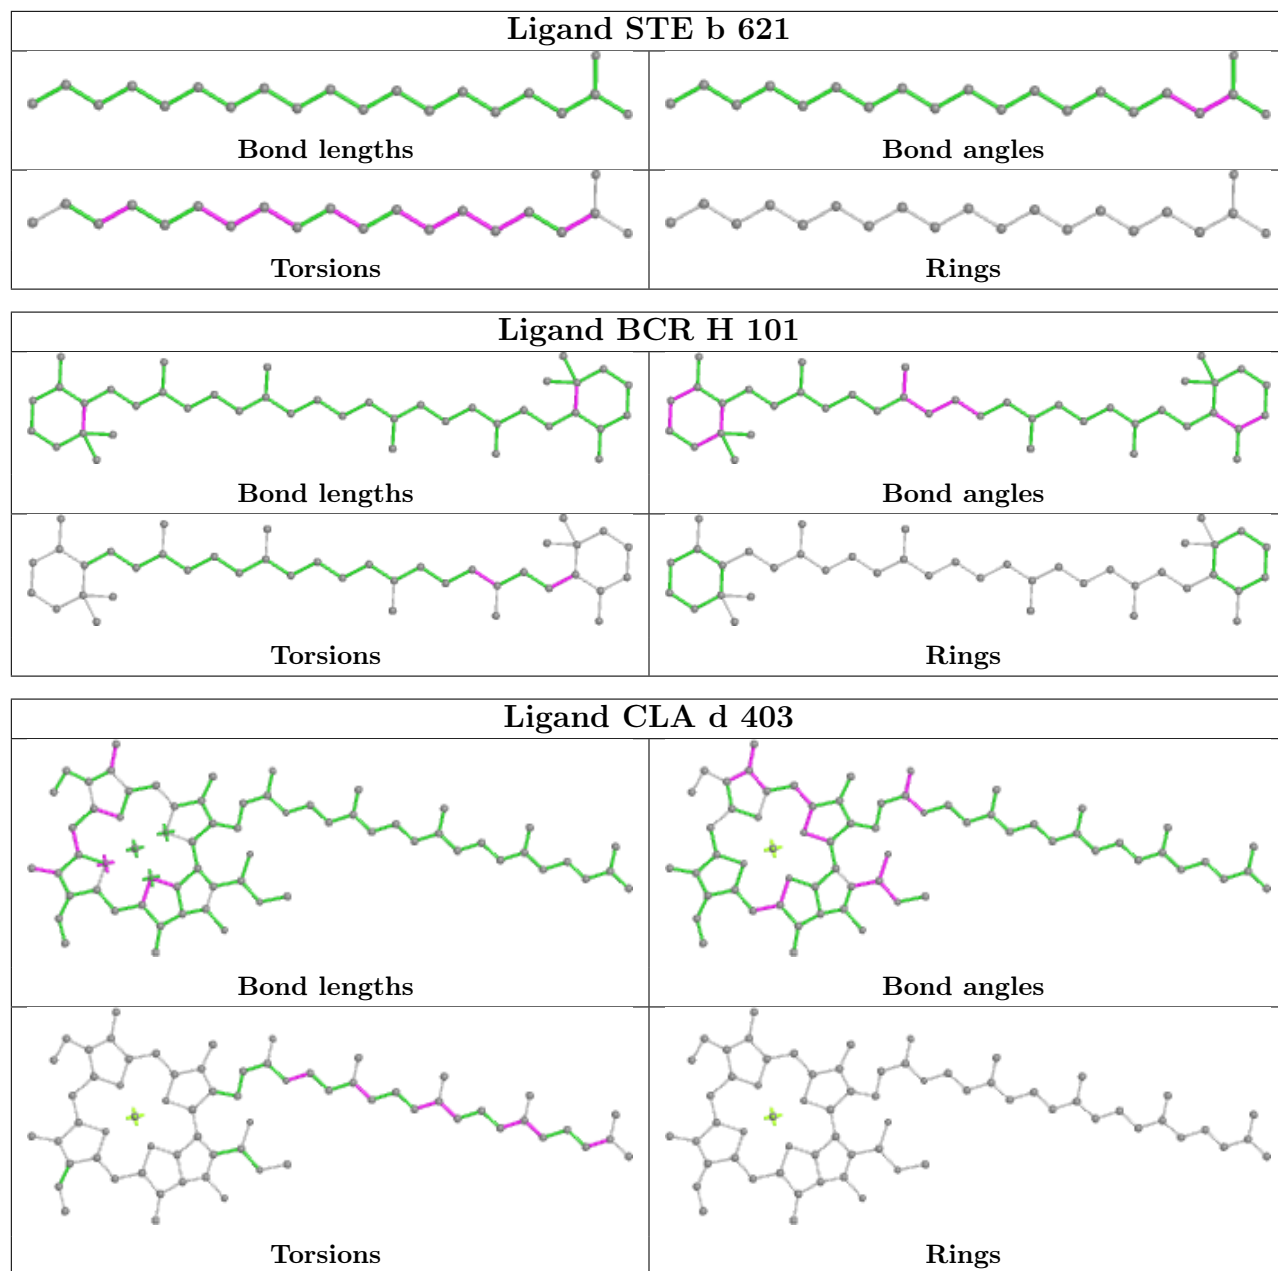 Ligand STE b 621
Bond lengths
Bond angles
Torsions
Rings
Ligand BCR H 101
Bond lengths
Bond angles
Torsions
Rings
Ligand CLA d 403
Bond lengths
Bond angles
Torsions
Rings